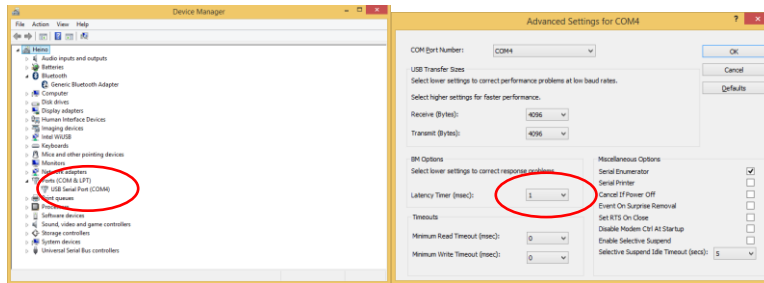 Device Manager
File Action View Help
Heino
Audio inputs and outputs
Batteries
Bluetooth
Generic Bluetooth Adapter
Computer
Disk drives
Display adapters
Human Interface Devices
Imaging devices
Intel WiUSB
Keyboards
Mice and other pointing devices
Monitors
Network adapters
Ports (COM & LPT)
USB Serial Port (COM4)
Print queues
Processors
Software devices
Sound, video and game controllers
Storage controllers
System devices
Universal Serial Bus controllers
Advanced Settings for COM4
COM Port Number: COM4
OK
USB Transfer Sizes
Cancel
Select lower settings to correct performance problems at low baud rates.
Defaults
Select higher settings for faster performance.
Receive (Bytes): 4096
Transmit (Bytes): 4096
BM Options
Select lower settings to correct response problems.
Latency Timer (msec): 1
Timeouts
Minimum Read Timeout (msec): 0
Minimum Write Timeout (msec): 0
Miscellaneous Options
Serial Enumerator
Serial Printer
Cancel If Power Off
Event On Surprise Removal
Set RTS On Close
Disable Modem Ctrl At Startup
Enable Selective Suspend
Selective Suspend Idle Timeout (secs): 5